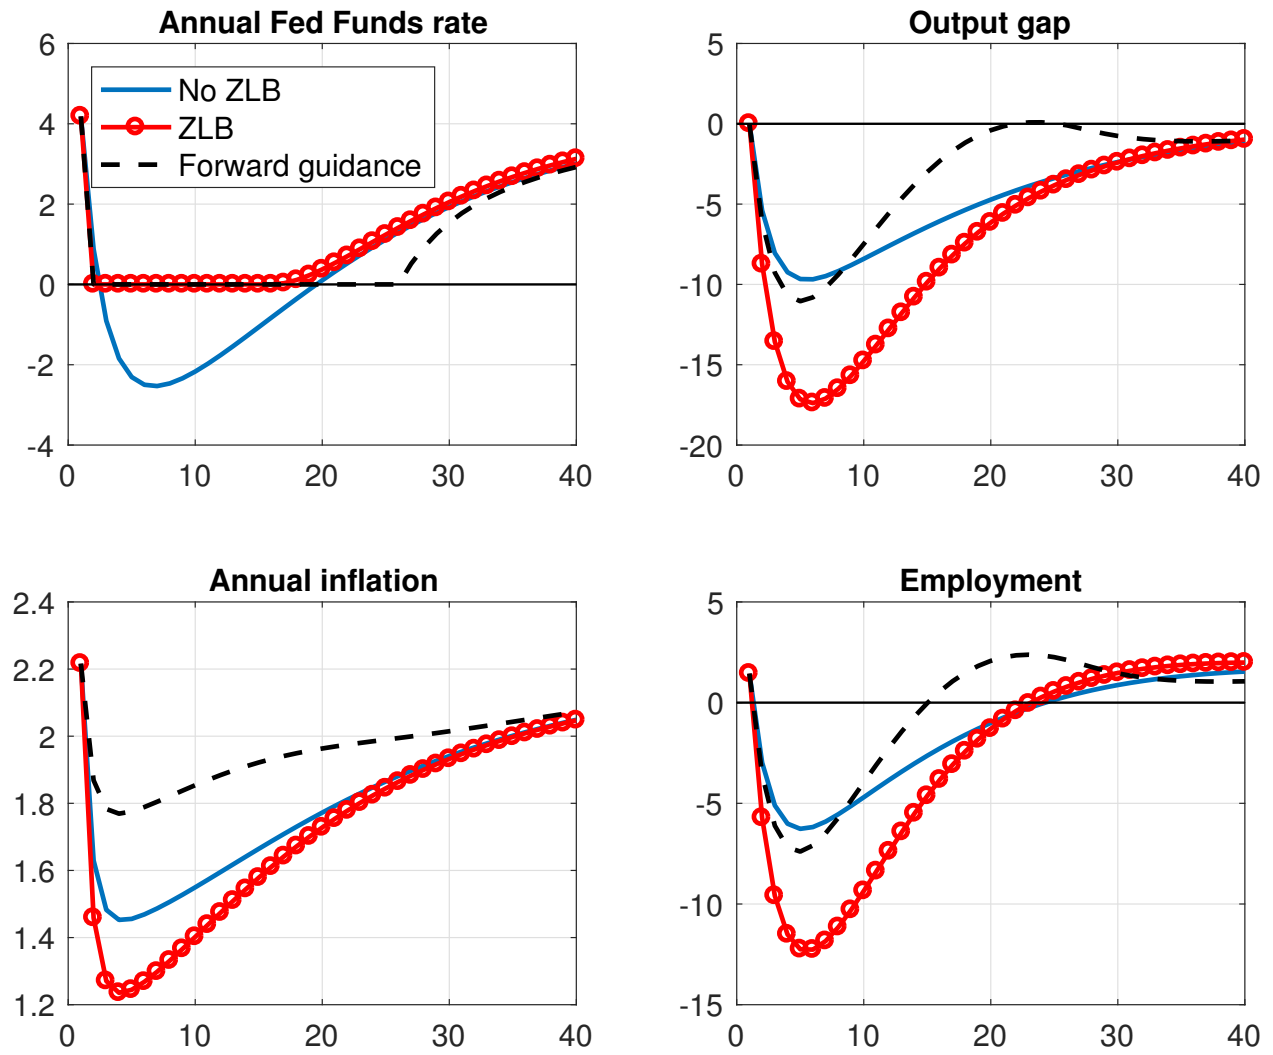 Annual Fed Funds rate
6
4
2
0
-2
-4
0 10 20 30 40
No ZLB
ZLB
Forward guidance
Output gap
5
0
-5
-10
-15
-20
0 10 20 30 40
Annual inflation
2.4
2.2
2
1.8
1.6
1.4
1.2
0 10 20 30 40
Employment
5
0
-5
-10
-15
0 10 20 30 40